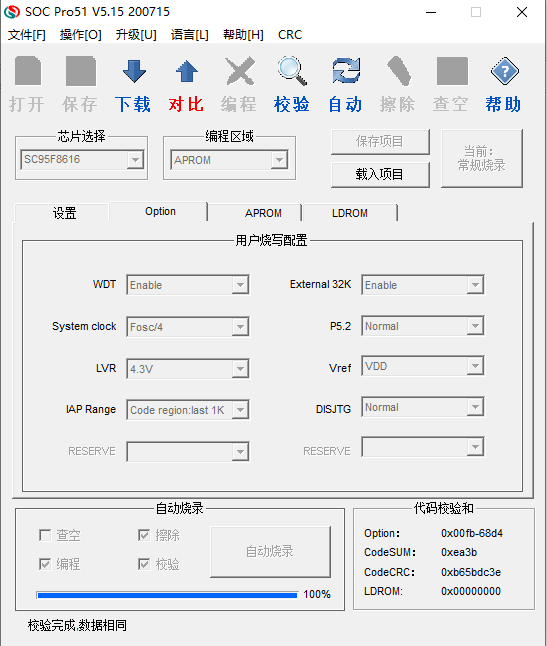 SOC Pro51 V5.15 200715
文件[F] 操作[O] 升级[U] 语言[L] 帮助[H] CRC
打开 保存 下载 对比 编程 校验 自动 擦除 查空 帮助
芯片选择 编程区域
SC95F8616 APROM
保存项目
载入项目
当前:
常规烧录
设置 Option APROM LDROM
用户烧写配置
WDT Enable External 32K Enable
System clock Fosc/4 P5.2 Normal
LVR 4.3V Vref VDD
IAP Range Code region:last 1K DISJTG Normal
RESERVE RESERVE
自动烧录
查空 擦除
编程 校验
自动烧录
100%
代码校验和
Option: 0x00fb-68d4
CodeSUM: 0xea3b
CodeCRC: 0xb65bdc3e
LDROM: 0x00000000
校验完成,数据相同